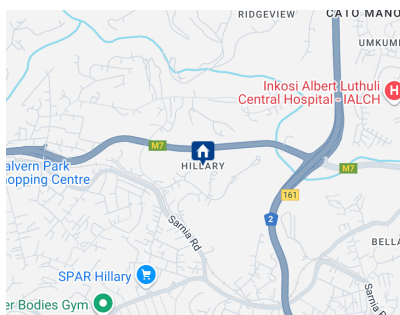 RIDGEVIEW
CATO MANO
UMKUMB
Inkosi Albert Luthuli
Central Hospital - IALCH
H
M7
HILLARY
M7
alvern Park
hopping Centre
161
Sarnia Rd
2
BELLA
SPAR Hillary
Sarnia R
er Bodies Gym